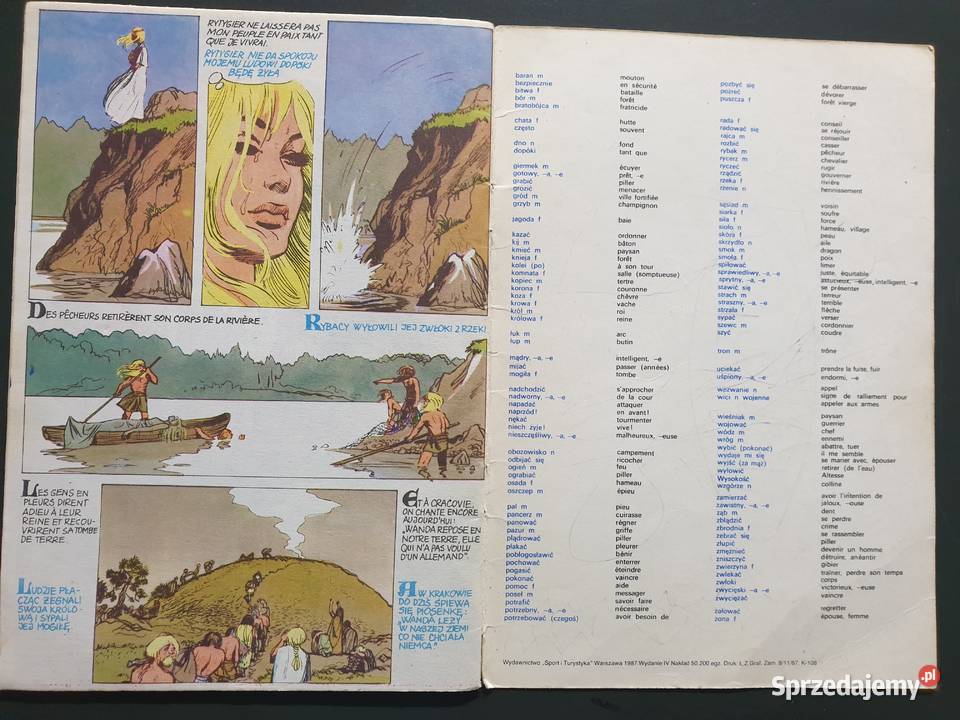 RYTYGIER NE LAISSERA PAS
MON PEUPLE EN PAIX TANT
QUE JE VIVRAI.
RYTYGIER NIE DA SPOKOJU
MOJEMU LUDOWI DOPÓKI
BĘDĘ ŻYŁA
DES PÊCHEURS RETIRÈRENT SON CORPS DE LA RIVIÈRE.
RYBACY WYŁOWILI JEJ ZWŁOKI Z RZEKI
LES GENS EN
PLEURS DIRENT
ADIEU À LEUR
REINE ET RECOU-
VRIRENT SA TOMBE
DE TERRE.
LUDZIE PŁA-
CZĄC ŻEGNALI
SWOJĄ KRÓLO-
WĄ I SYPALI
JEJ MOGIŁĘ
ET À CRACOVIE,
ON CHANTE ENCORE
AUJOURD'HUI:
"WANDA REPOSE EN
NOTRE TERRE, ELLE
QUI N'A PAS VOULU
D'UN ALLEMAND".
A W KRAKOWIE
DO DZIŚ ŚPIEWA
SIĘ PIOSENKĘ:
"WANDA LEŻY
W NASZEJ ZIEMI
CO NIE CHCIAŁA
NIEMCA"
baran m mouton
bezpiecznie en sécurité
bitwa f bataille
bór m forêt
bratobójca m fratricide
chata f hutte
często souvent
dno n fond
dopóki tant que
giermek m écuyer
gotowy, -a, -e prêt, -e
grabić piller
grozić menacer
gród m ville fortifiée
grzyb m champignon
jagoda f baie
kazać ordonner
kij m bâton
kmieć m paysan
knieja f forêt
kolei (po) à son tour
komnata f salle (somptueuse)
kopiec m tertre
korona f couronne
koza f chèvre
krowa f vache
król m roi
królowa f reine
łuk m arc
łup m butin
mądry, -a, -e intelligent, -e
mijać passer (années)
mogiła f tombe
nadchodzić s'approcher
nadworny, -a, -e de la cour
napadać attaquer
naprzód! en avant!
nękać tourmenter
niech żyje! vive!
nieszczęśliwy, -a, -e malheureux, -euse
obozowisko n campement
odbijać się ricocher
ogień m feu
ograbiać piller
osada f hameau
oszczep m épieu
pal m pieu
pancerz m cuirasse
panować régner
pazur m griffe
plądrować piller
płakać pleurer
pobłogosławić bénir
pochować enterrer
pogasić éteindre
pokonać vaincre
pomoc f aide
poseł m messager
potrafić savoir faire
potrzebny, -a, -e nécessaire
potrzebować (czegoś) avoir besoin de
pozbyć się se débarrasser
pożreć dévorer
puszcza f forêt vierge
rada f conseil
radować się se réjouir
rajca m conseiller
rozbić casser
rybak m pêcheur
rycerz m chevalier
ryczeć rugir
rządzić gouverner
rzeka f rivière
rżenie n hennissement
sąsiad m voisin
siarka f soufre
siła f force
sioło n hameau, village
skóra f peau
skrzydło n aile
smok m dragon
smoła f poix
spiłować limer
sprawiedliwy, -a, -e juste, équitable
sprytny, -a, -e astucieux, -euse, intelligent, -e
stawić się se présenter
strach m terreur
straszny, -a, -e terrible
strzała f flèche
sypać verser
szewc m cordonnier
szyć coudre
tron m trône
uciekać prendre la fuite, fuir
uśpiony, -a, -e endormi, -e
wezwanie n appel
wici n wojenne signe de ralliement pour
appeler aux armes
wieśniak m paysan
wojować guerrier
wódz m chef
wróg m ennemi
wybić (pokonać) abattre, tuer
wydaje mi się il me semble
wyjść (za mąż) se marier avec, épouser
wyłowić retirer (de l'eau)
Wysokość Altesse
wzgórze n colline
zamierzać avoir l'intention de
zawistny, -a, -e jaloux, -ouse
ząb m dent
zbłądzić se perdre
zbrodnia f crime
zebrać się se rassembler
złupić piller
zmężnieć devenir un homme
zniszczyć détruire, anéantir
zwierzyna f gibier
zwlekać traîner, perdre son temps
zwłoki corps
zwycięski -a -e victorieux, -euse
zwyciężać vaincre
żałować regretter
żona f épouse, femme
Wydawnictwo „Sport i Turystyka" Warszawa 1987. Wydanie IV Nakład 50.200 egz. Druk: Ł.Z.Graf. Zam. 8/11/87. K-108
Sprzedajemy.pl